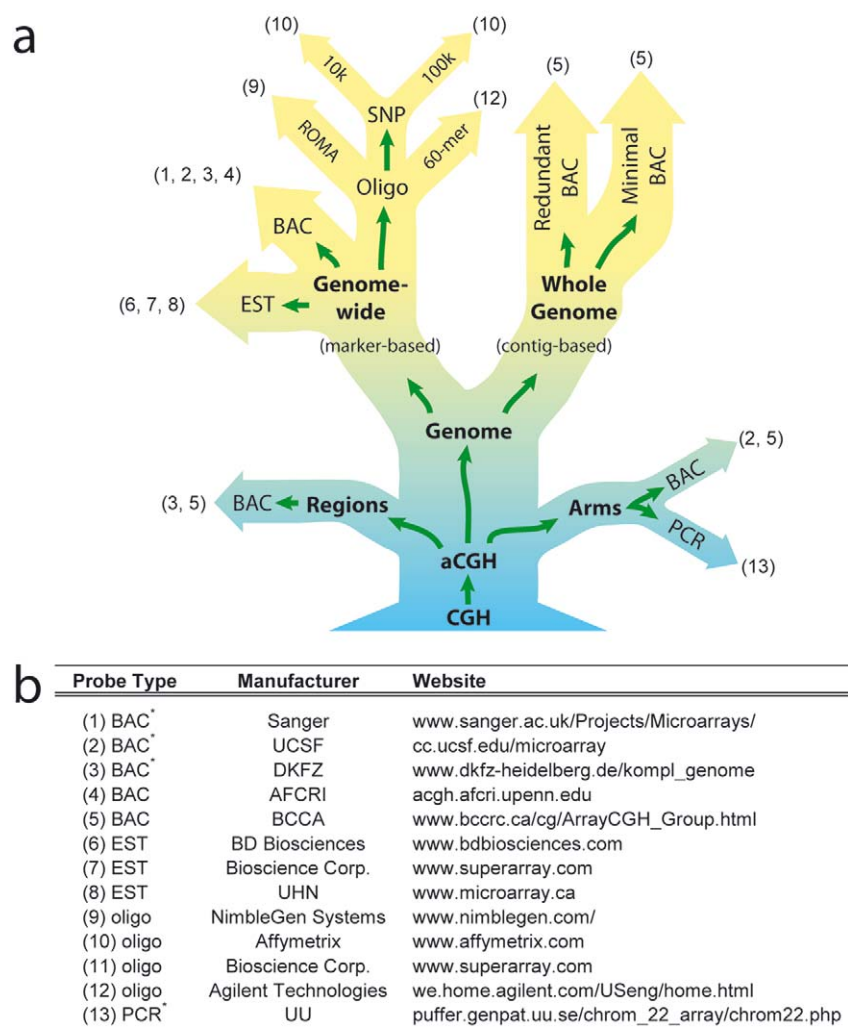 a
(10)
(10)
(5)
(5)
10k
100k
(9)
SNP
(12)
ROMA
60-mer
(1, 2, 3, 4)
Oligo
Redundant
BAC
Minimal
BAC
BAC
Genome-
wide
Whole
Genome
(6, 7, 8)
EST
(marker-based)
(contig-based)
Genome
(2, 5)
BAC
(3, 5)
BAC
Regions
Arms
PCR
(13)
aCGH
CGH
b
Probe Type Manufacturer Website
(1) BAC* Sanger www.sanger.ac.uk/Projects/Microarrays/
(2) BAC* UCSF cc.ucsf.edu/microarray
(3) BAC* DKFZ www.dkfz-heidelberg.de/kompl_genome
(4) BAC AFCRI acgh.afcri.upenn.edu
(5) BAC BCCA www.bccrc.ca/cg/ArrayCGH_Group.html
(6) EST BD Biosciences www.bdbiosciences.com
(7) EST Bioscience Corp. www.superarray.com
(8) EST UHN www.microarray.ca
(9) oligo NimbleGen Systems www.nimblegen.com/
(10) oligo Affymetrix www.affymetrix.com
(11) oligo Bioscience Corp. www.superarray.com
(12) oligo Agilent Technologies we.home.agilent.com/USeng/home.html
(13) PCR* UU puffer.genpat.uu.se/chrom_22_array/chrom22.php